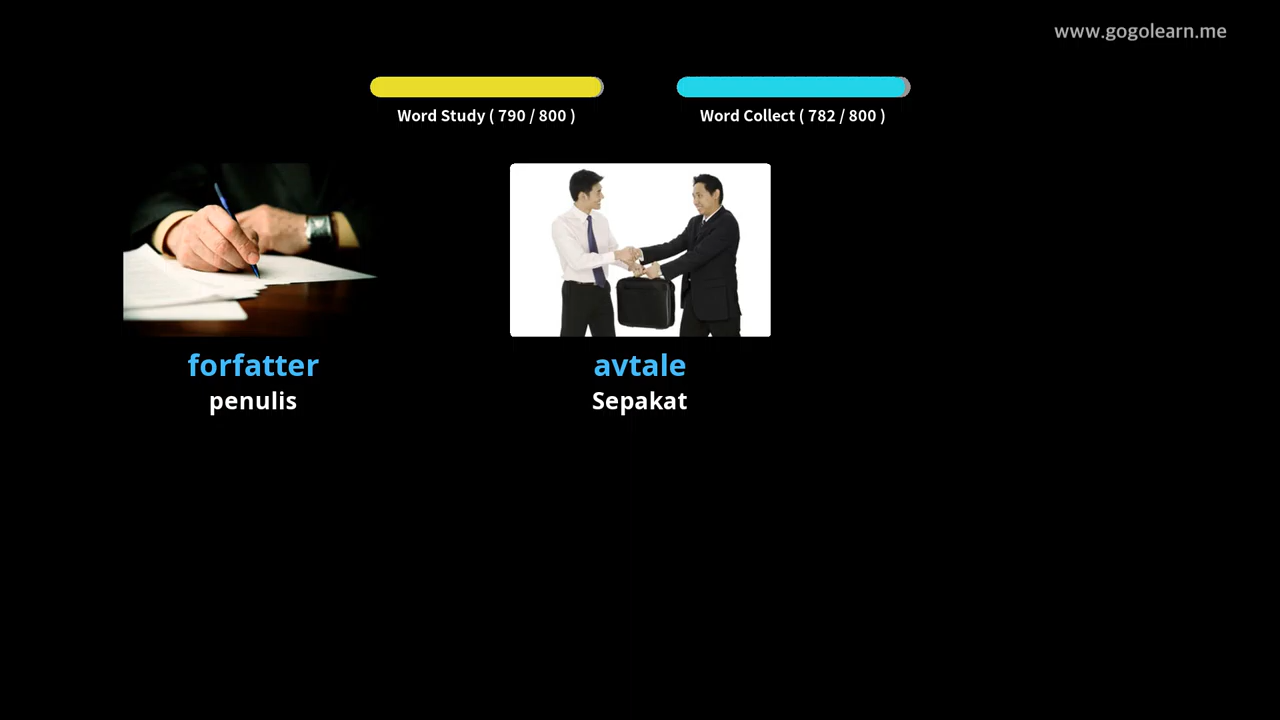 www.gogolearn.me
Word Study ( 790 / 800 )
Word Collect ( 782 / 800 )
forfatter
penulis
avtale
Sepakat